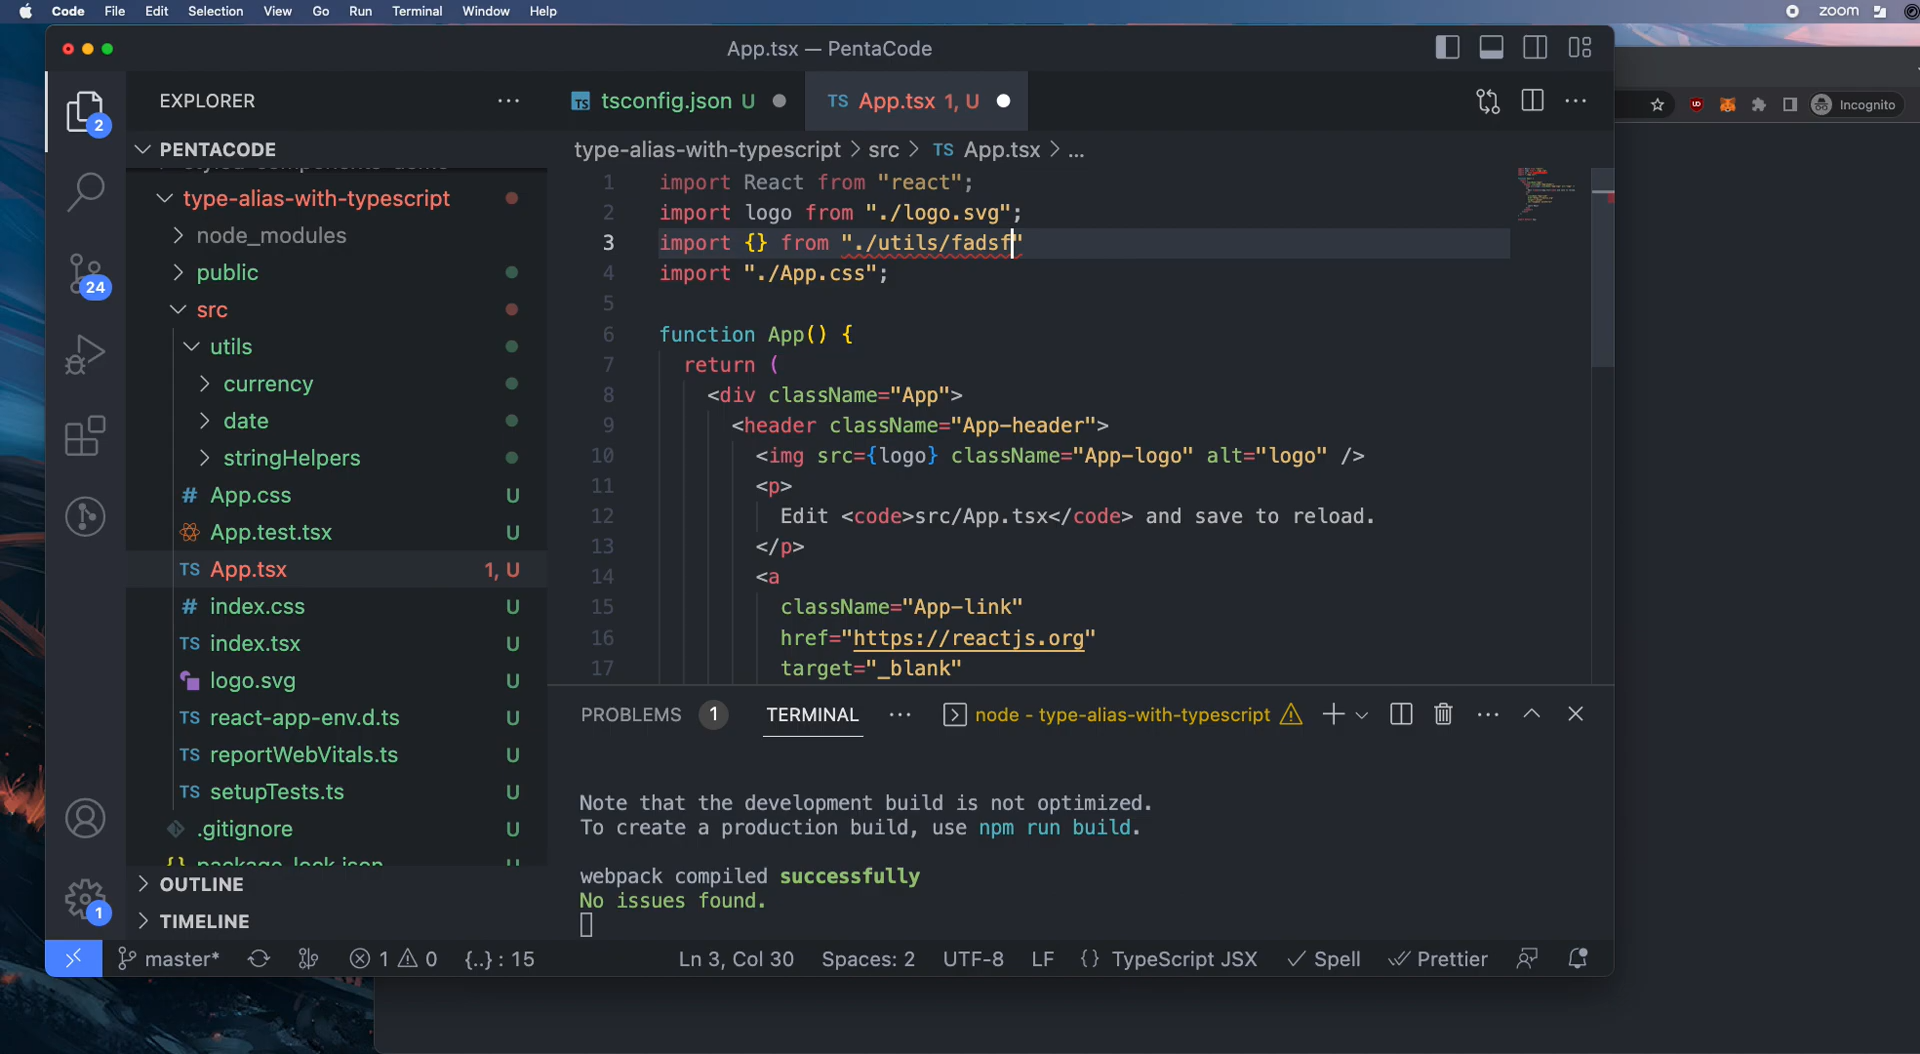 Code File Edit Selection View Go Run Terminal Window Help zoom
App.tsx — PentaCode
EXPLORER
tsconfig.json U
TS App.tsx 1, U
Incognito
2
PENTACODE
type-alias-with-typescript > src > TS App.tsx > ...
type-alias-with-typescript
node_modules
public
24
src
utils
currency
date
stringHelpers
# App.css U
App.test.tsx U
TS App.tsx 1, U
# index.css U
TS index.tsx U
logo.svg U
TS react-app-env.d.ts U
TS reportWebVitals.ts U
TS setupTests.ts U
.gitignore U
{} package-lock.json U
OUTLINE
TIMELINE
1
1 import React from "react";
2 import logo from "./logo.svg";
3 import {} from "./utils/fadsf"
4 import "./App.css";
5
6 function App() {
7 return (
8 <div className="App">
9 <header className="App-header">
10 <img src={logo} className="App-logo" alt="logo" />
11 <p>
12 Edit <code>src/App.tsx</code> and save to reload.
13 </p>
14 <a
15 className="App-link"
16 href="https://reactjs.org"
17 target="_blank"
PROBLEMS 1 TERMINAL ... node - type-alias-with-typescript
Note that the development build is not optimized.
To create a production build, use npm run build.
webpack compiled successfully
No issues found.
master* 1 0 {..} : 15 Ln 3, Col 30 Spaces: 2 UTF-8 LF {} TypeScript JSX Spell Prettier